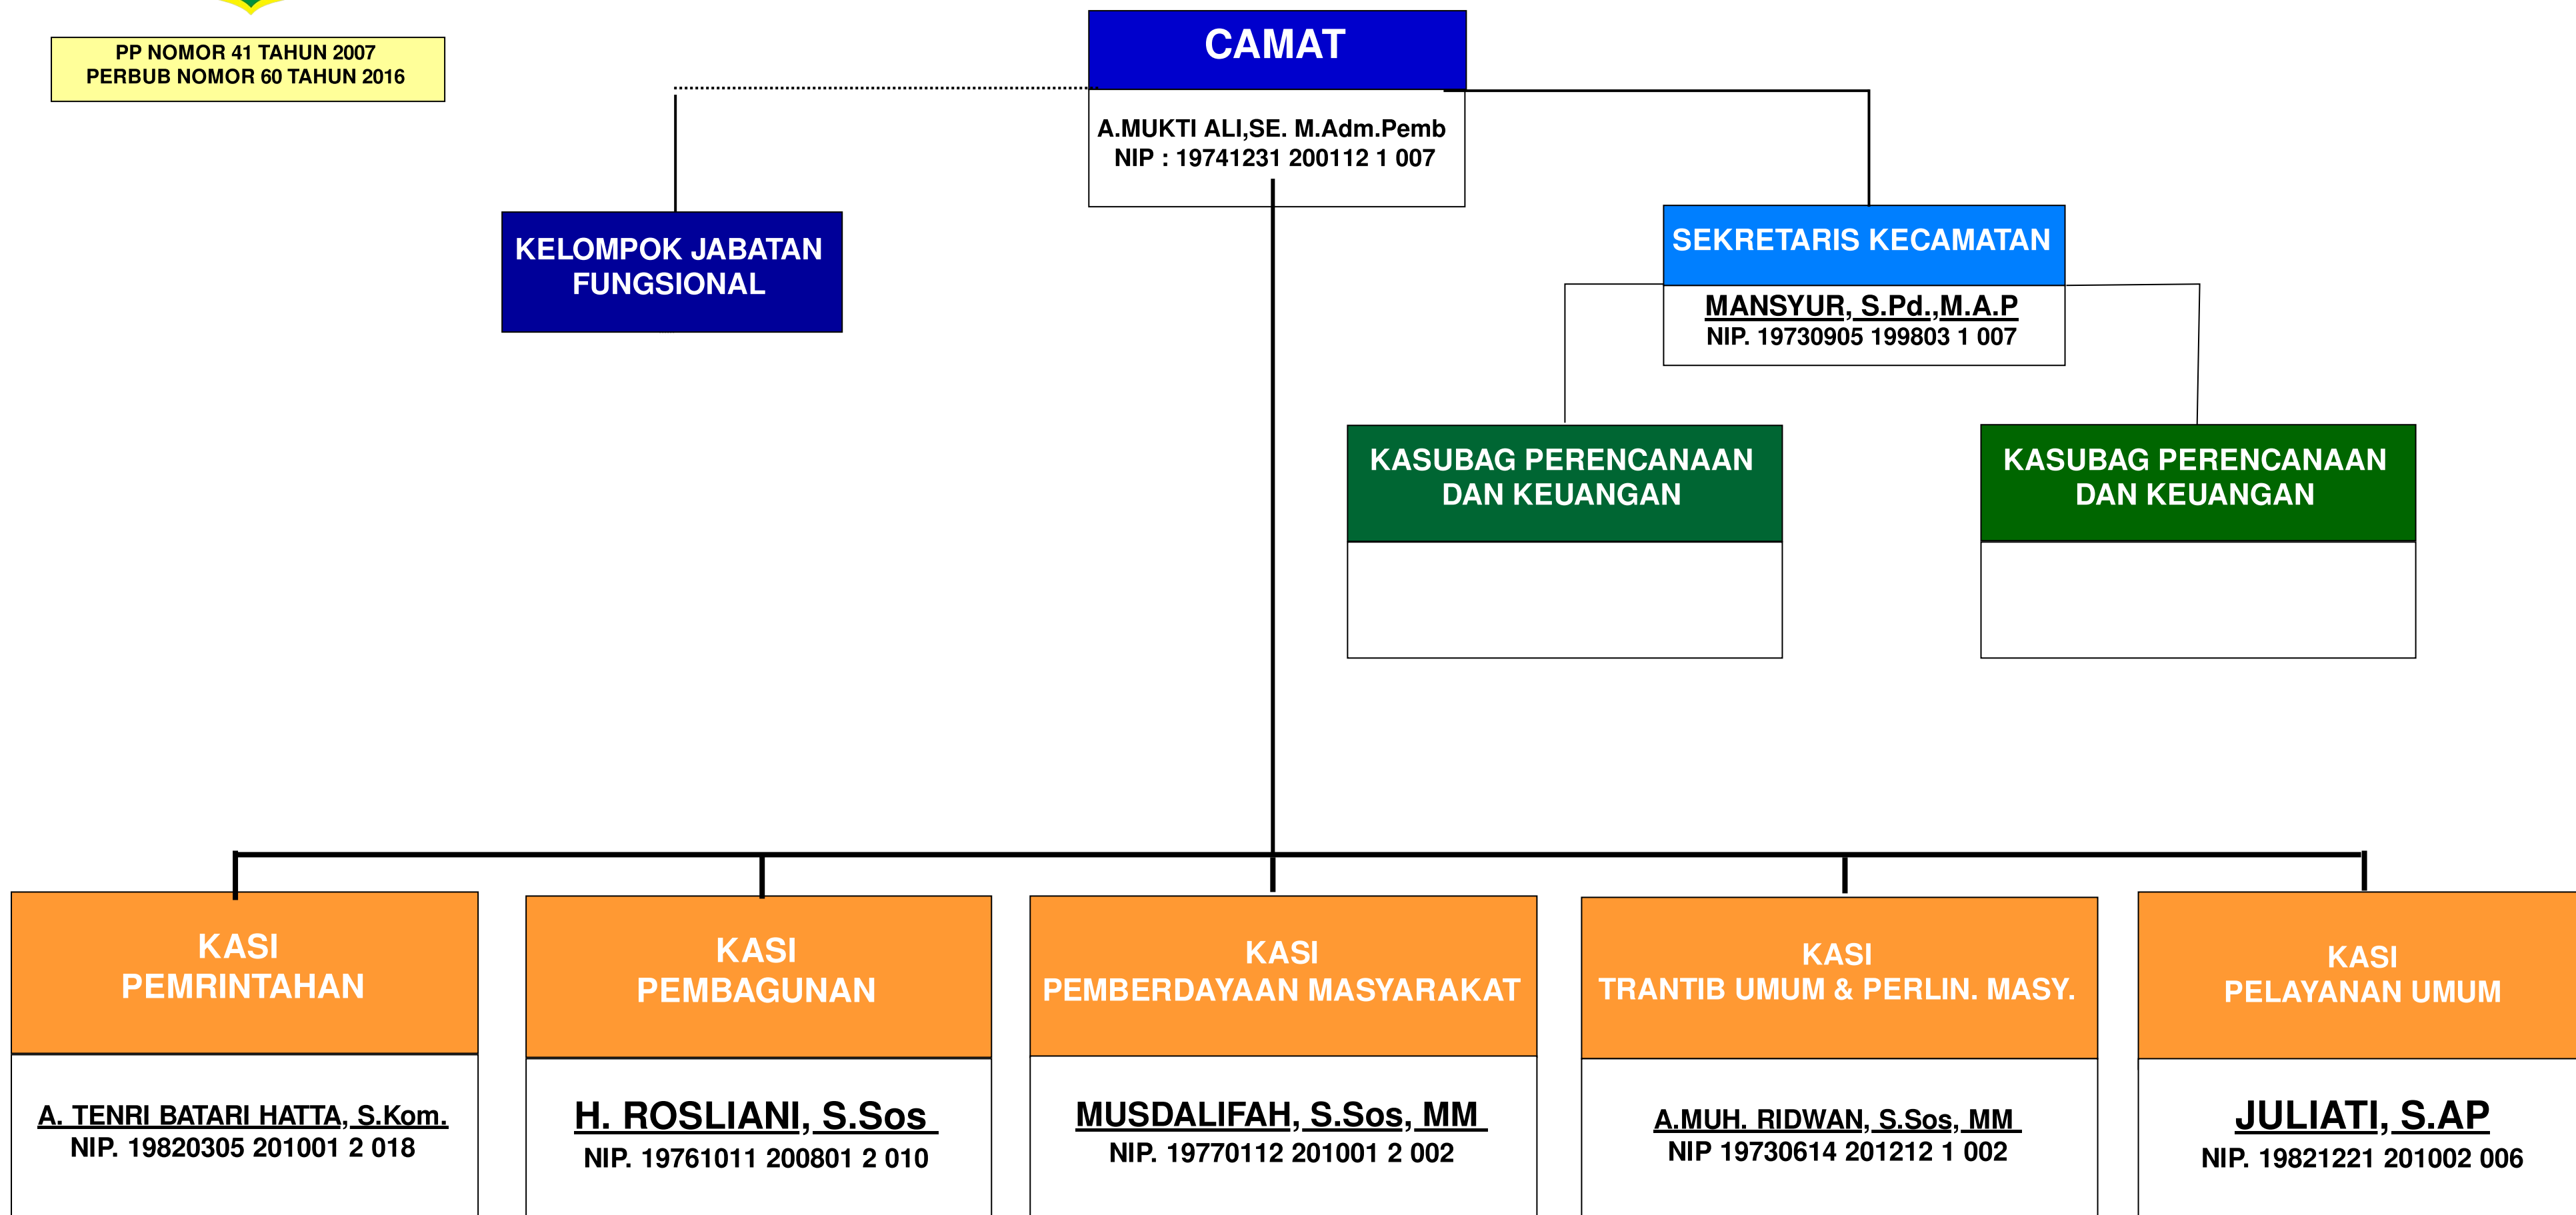 PP NOMOR 41 TAHUN 2007
PERBUB NOMOR 60 TAHUN 2016
CAMAT
A.MUKTI ALI,SE. M.Adm.Pemb
NIP : 19741231 200112 1 007
KELOMPOK JABATAN
FUNGSIONAL
SEKRETARIS KECAMATAN
MANSYUR, S.Pd.,M.A.P
NIP. 19730905 199803 1 007
KASUBAG PERENCANAAN
DAN KEUANGAN
KASUBAG PERENCANAAN
DAN KEUANGAN
KASI
PEMRINTAHAN
A. TENRI BATARI HATTA, S.Kom.
NIP. 19820305 201001 2 018
KASI
PEMBAGUNAN
H. ROSLIANI, S.Sos
NIP. 19761011 200801 2 010
KASI
PEMBERDAYAAN MASYARAKAT
MUSDALIFAH, S.Sos, MM
NIP. 19770112 201001 2 002
KASI
TRANTIB UMUM & PERLIN. MASY.
A.MUH. RIDWAN, S.Sos, MM
NIP 19730614 201212 1 002
KASI
PELAYANAN UMUM
JULIATI, S.AP
NIP. 19821221 201002 006